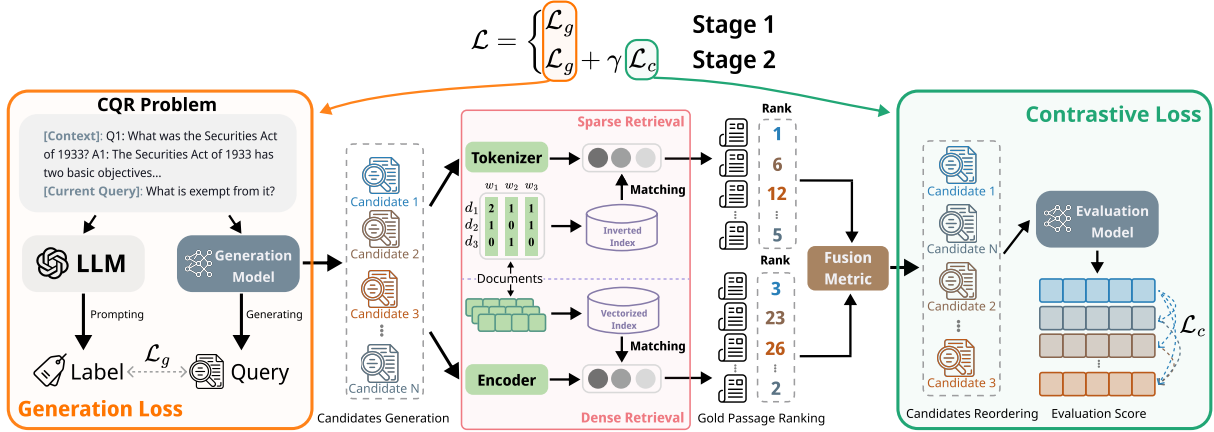 ℒ = { ℒg Stage 1
ℒg + γ ℒc Stage 2
CQR Problem
[Context]: Q1: What was the Securities Act
of 1933? A1: The Securities Act of 1933 has
two basic objectives...
[Current Query]: What is exempt from it?
LLM
Generation
Model
Prompting
Generating
Label
ℒg
Query
Generation Loss
Candidate 1
Candidate 2
Candidate 3
Candidate N
Candidates Generation
Sparse Retrieval
Tokenizer
Matching
w1 w2 w3
d1 2 1 1
d2 1 0 1
d3 0 1 0
Inverted
Index
Documents
Vectorized
Index
Matching
Encoder
Dense Retrieval
Rank
1
6
12
5
Rank
3
23
26
2
Gold Passage Ranking
Fusion
Metric
Contrastive Loss
Candidate 1
Candidate N
Candidate 2
Candidate 3
Candidates Reordering
Evaluation
Model
ℒc
Evaluation Score